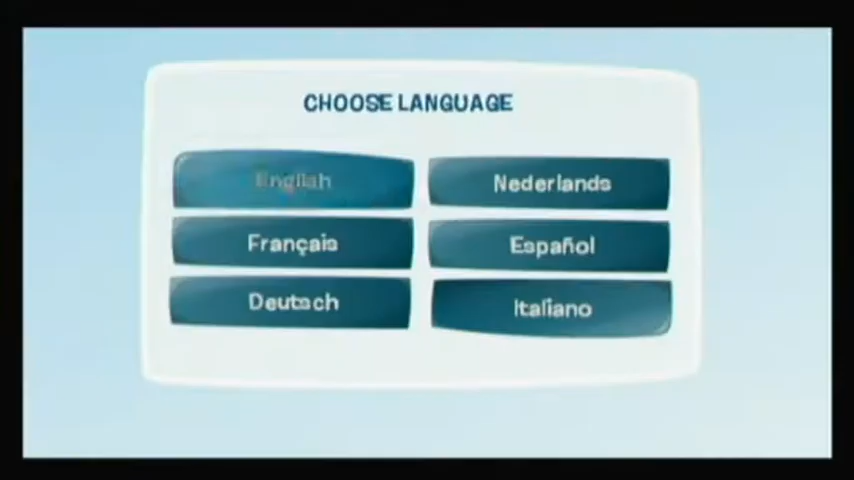 CHOOSE LANGUAGE
English
Nederlands
Français
Español
Deutsch
Italiano